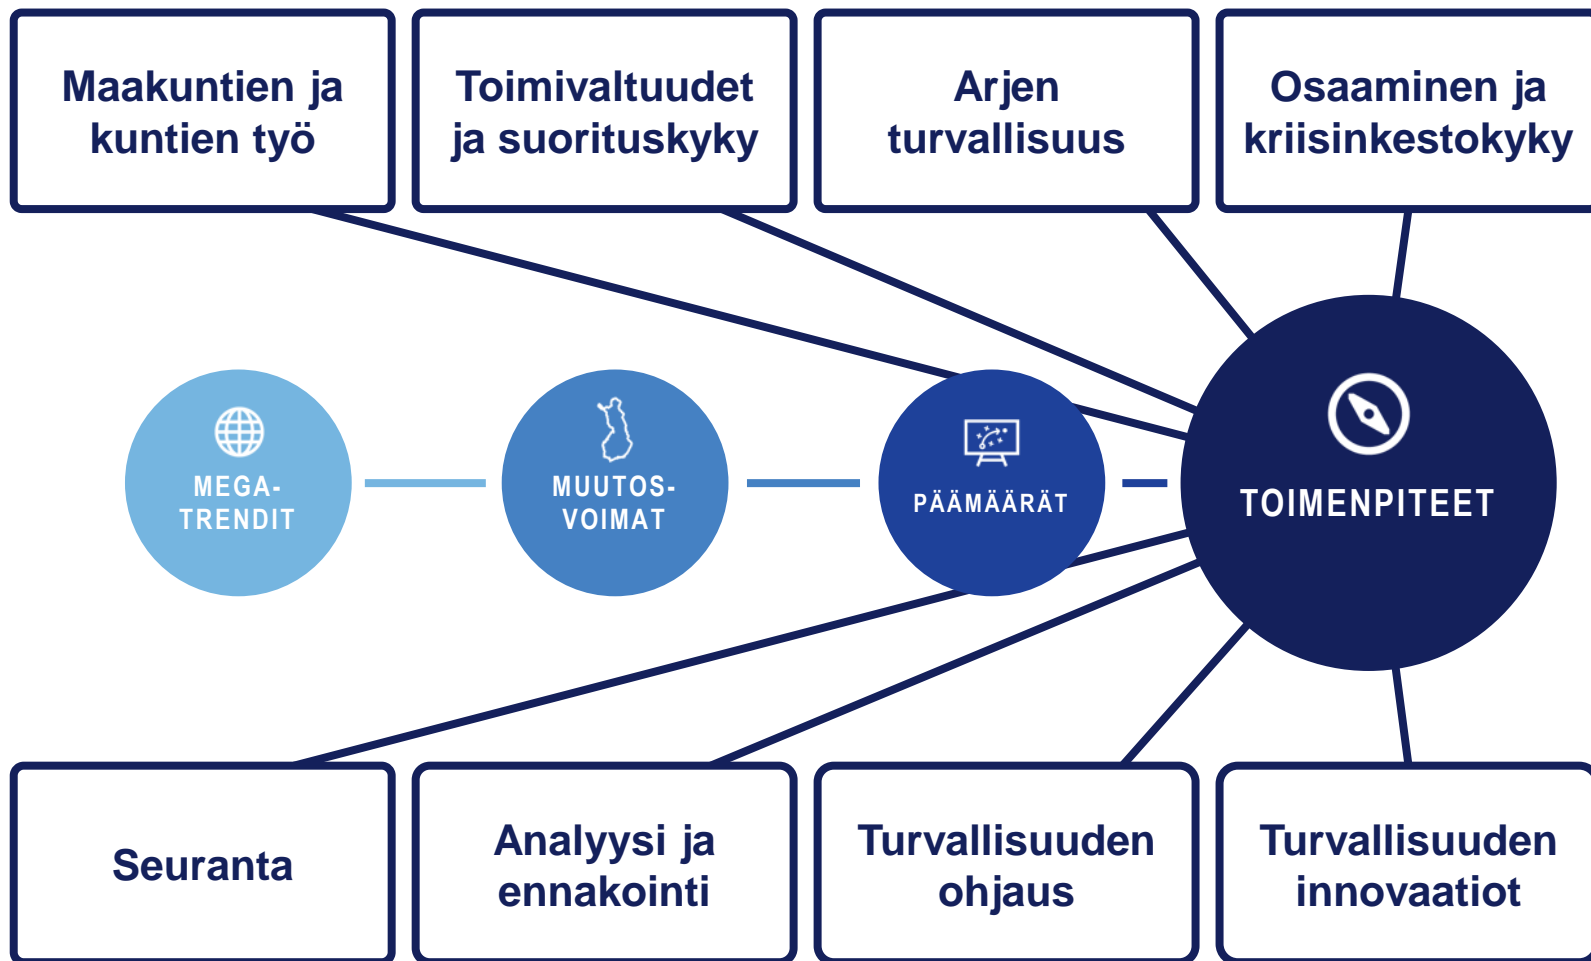 Maakuntien ja
kuntien työ
Toimivaltuudet
ja suorituskyky
Arjen
turvallisuus
Osaaminen ja
kriisinkestokyky
MEGA-
TRENDIT
MUUTOS-
VOIMAT
PÄÄMÄÄRÄT
TOIMENPITEET
Seuranta
Analyysi ja
ennakointi
Turvallisuuden
ohjaus
Turvallisuuden
innovaatiot